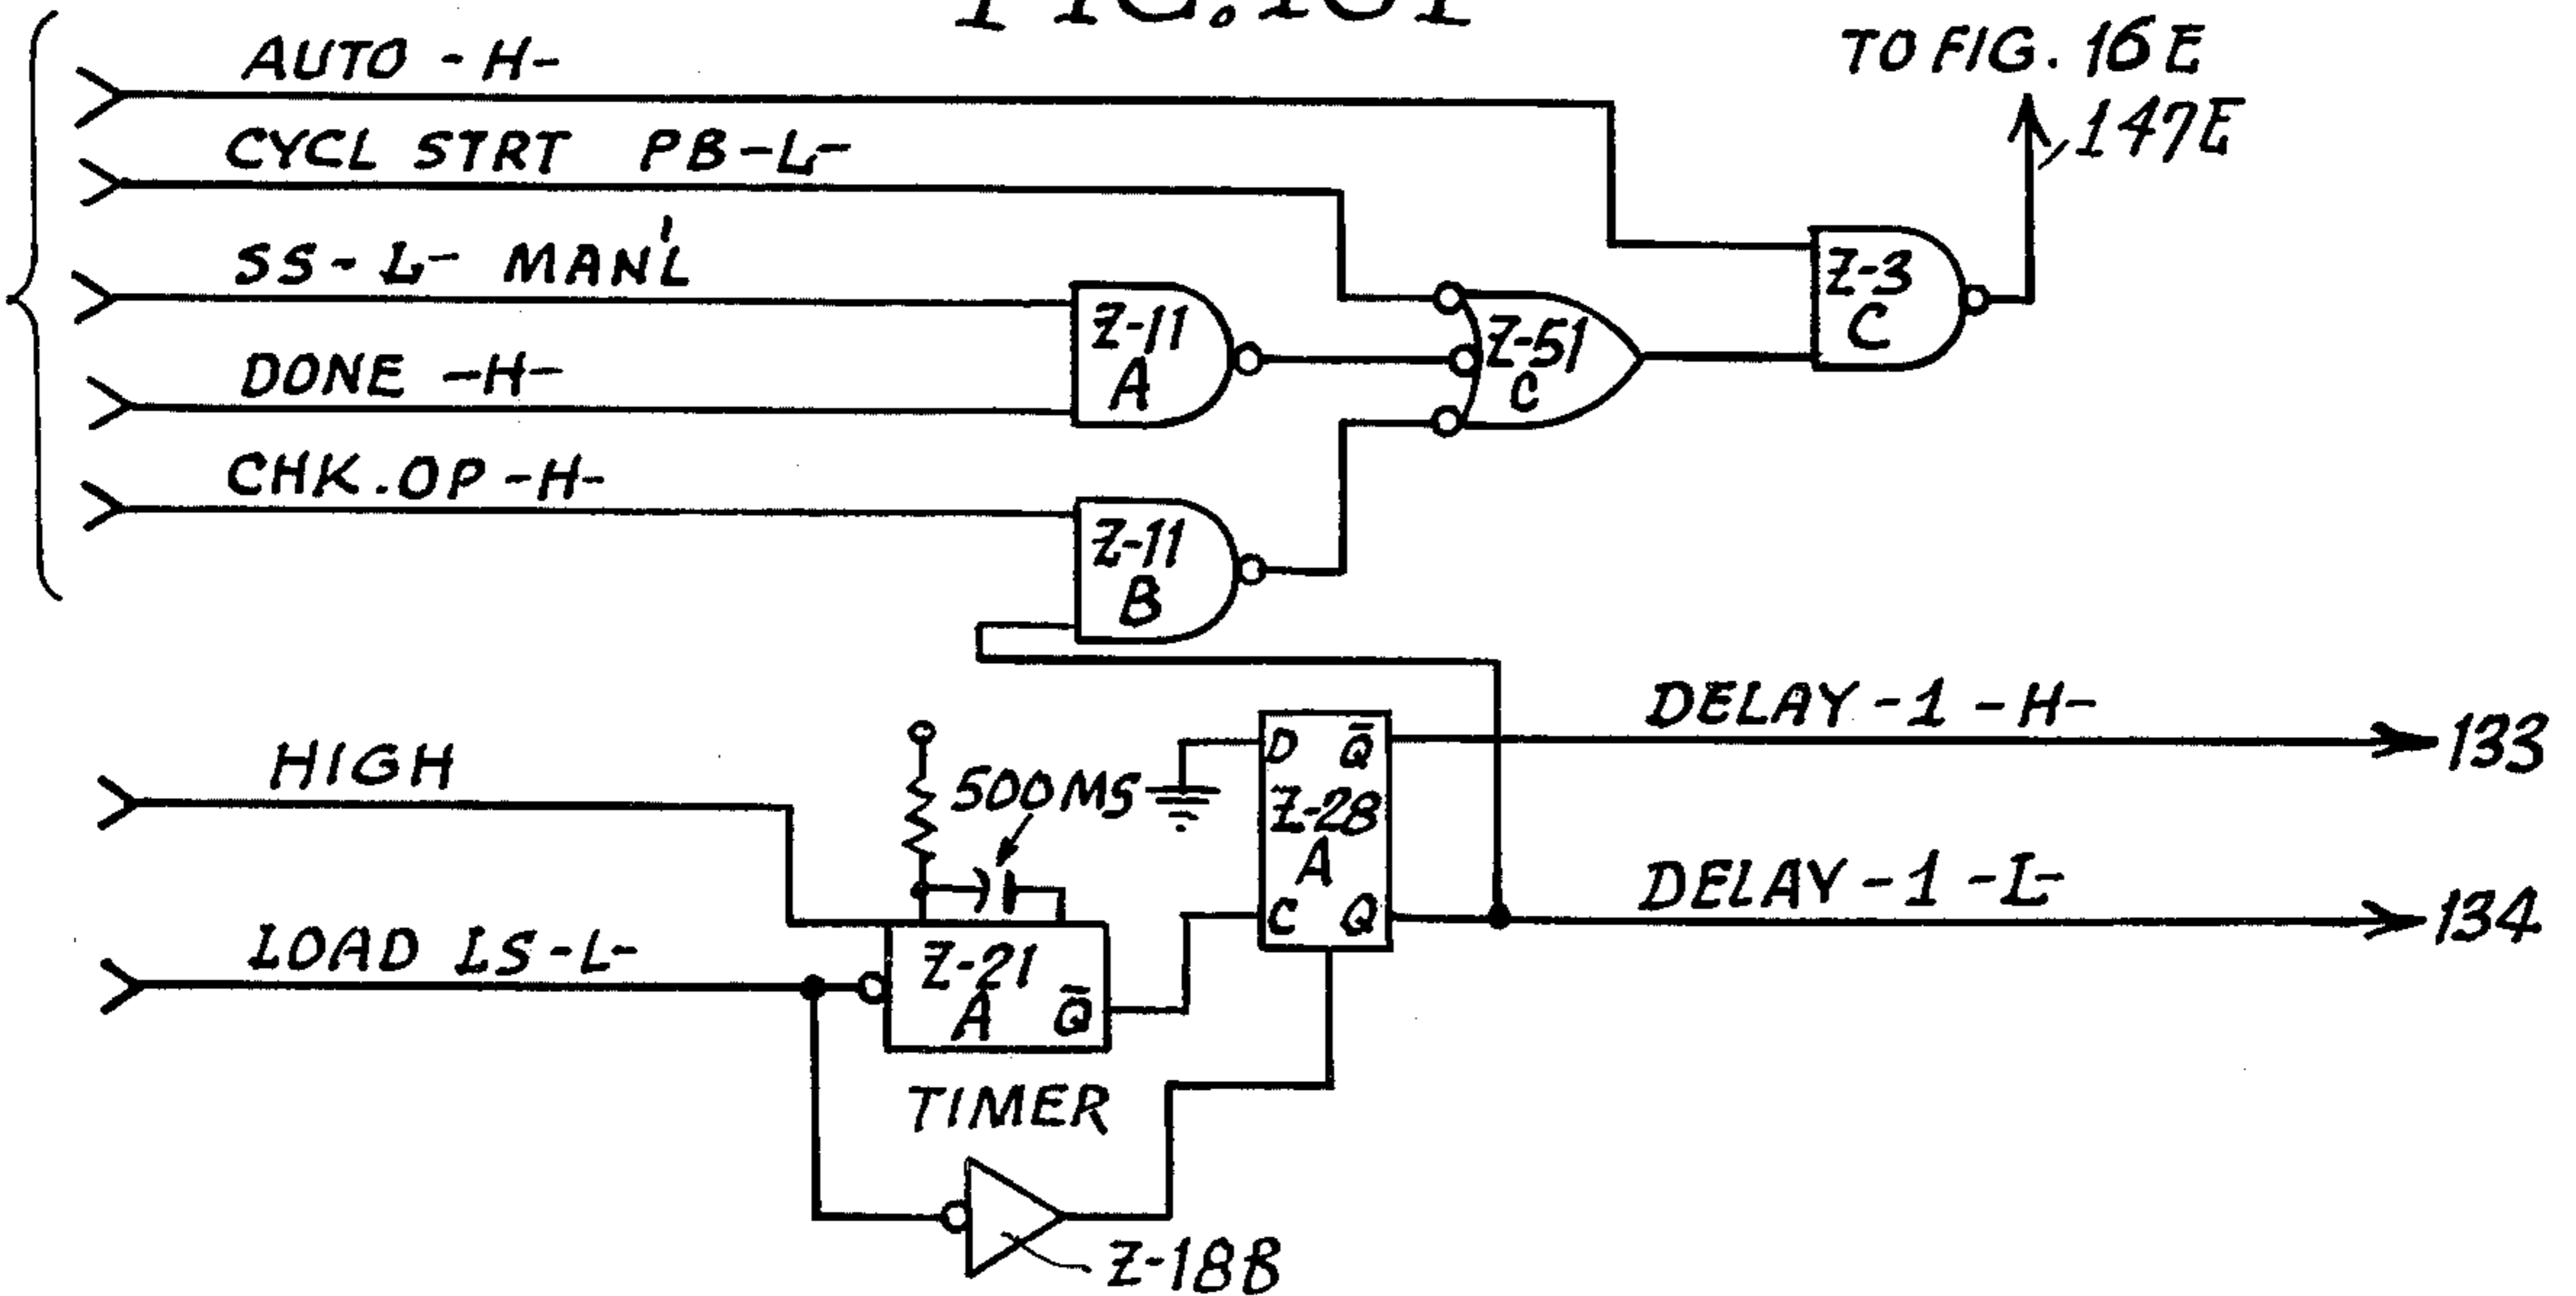 TO FIG. 16E
147E
AUTO -H-
CYCL STRT PB-L-
SS-L- MAN'L
DONE -H-
CHK.OP-H-
Z-11
A
Z-51
C
Z-3
C
Z-11
B
HIGH
LOAD LS-L-
500MS
Z-21
A
Q̅
TIMER
Z-18B
D
Q̅
Z-28
A
C
Q
DELAY-1-H-
133
DELAY-1-L-
134